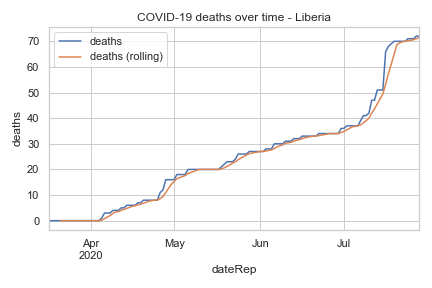 COVID-19 deaths over time - Liberia
deaths
deaths (rolling)
70
60
50
40
30
20
10
0
deaths
Apr
2020
May
Jun
Jul
dateRep